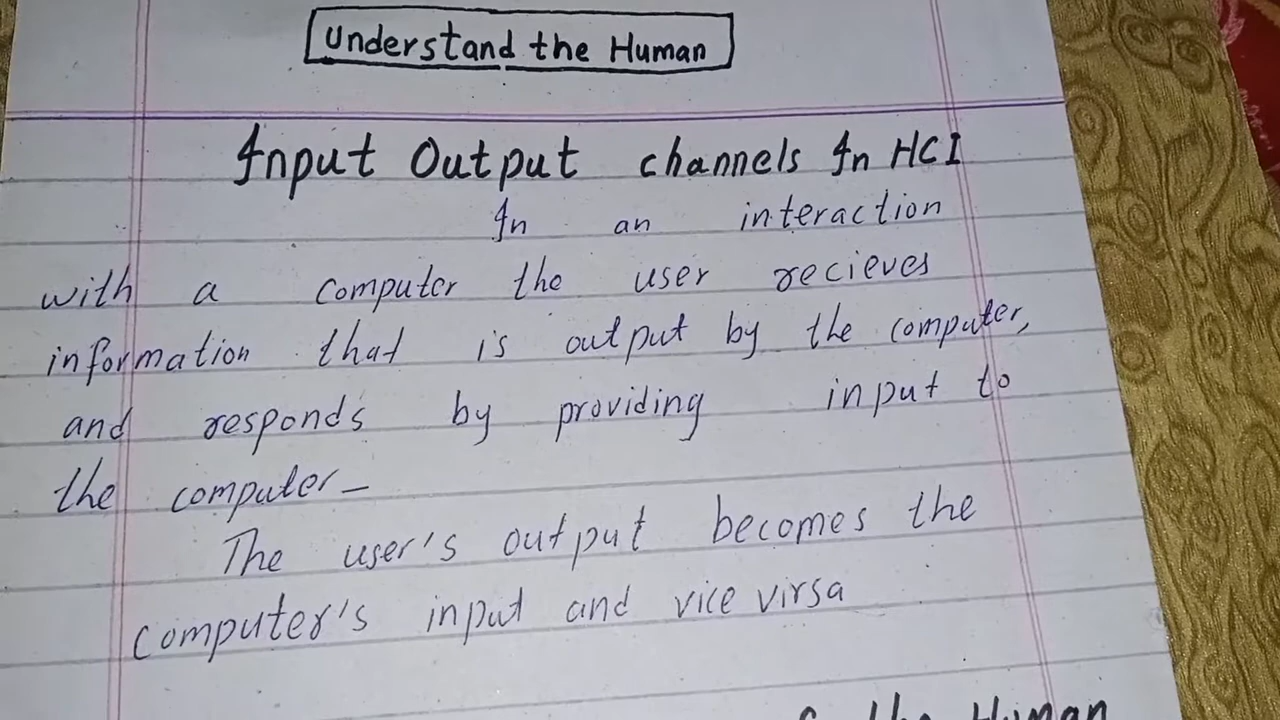 Understand the Human
Input Output channels In HCI
In an interaction
with a computer the user recieves
information that is output by the computer,
and responds by providing input to
the computer-
The user's output becomes the
computer's input and vice virsa
the Human